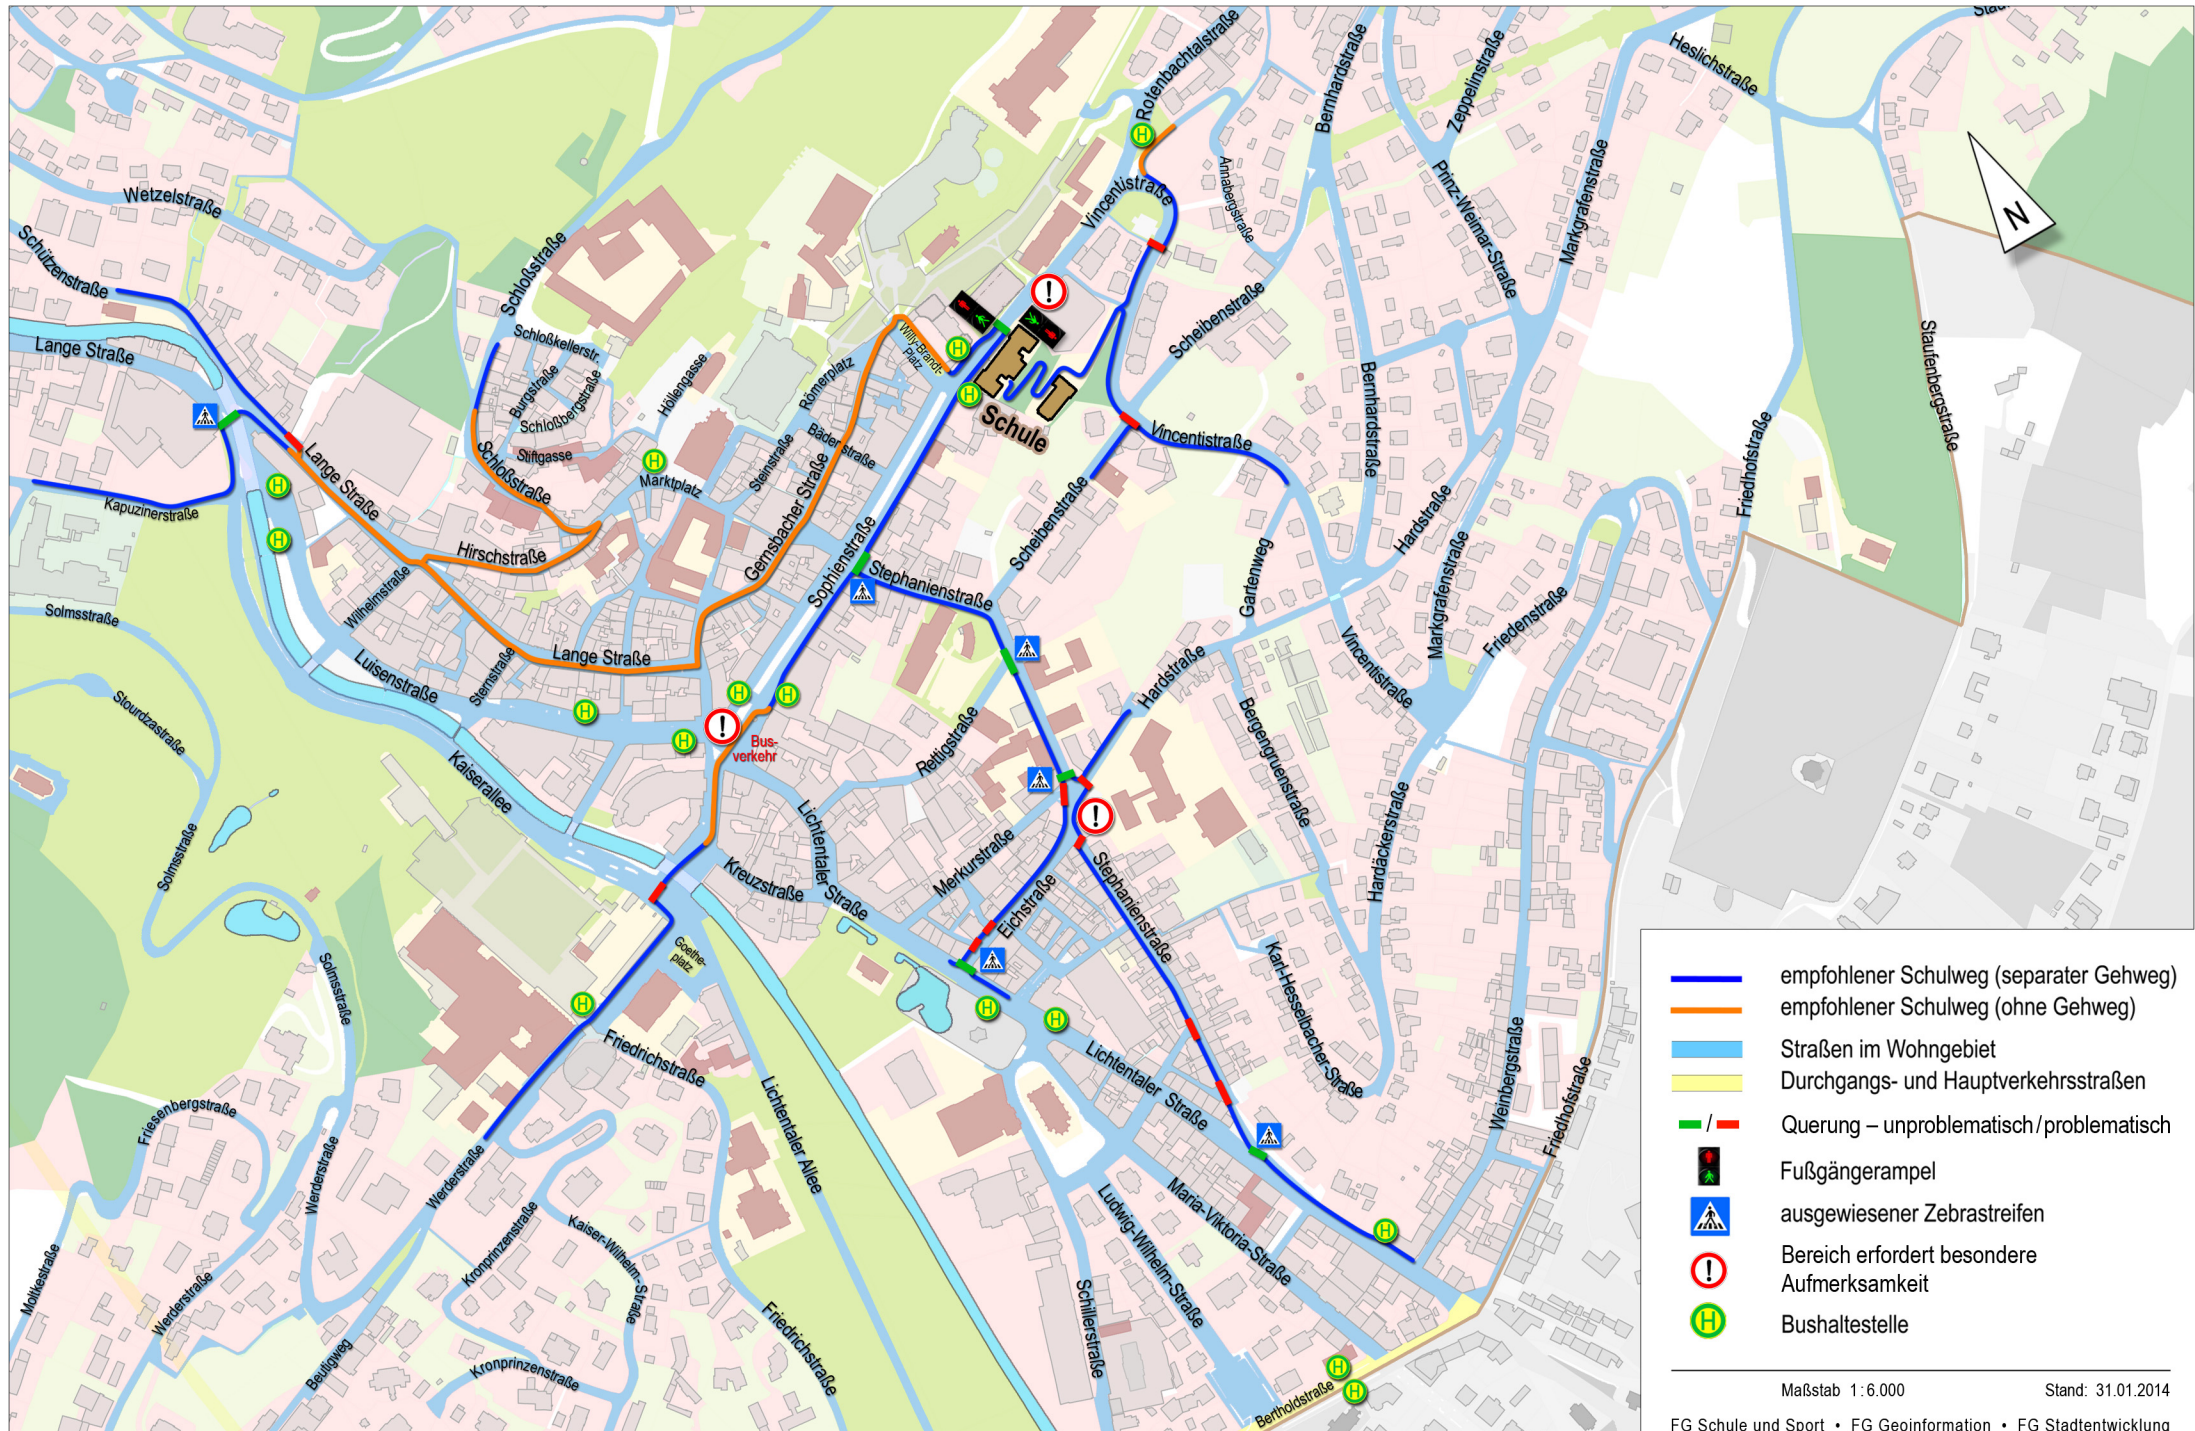 Rotenbachtalstraße
Bernhardstraße
Zeppelinstraße
Heslichstraße
Wetzelstraße
Schützenstraße
Schloßstraße
Vincentistraße
Annabergstraße
Prinz-Weimar-Straße
Markgrafenstraße
N
Lange Straße
Schloßkellerstr.
Burgstraße
Schloßbergstraße
Höllengasse
Römerplatz
Willy-Brandt-
Platz
Scheibenstraße
Staufenbergstraße
Schule
Bäderstraße
Steinstraße
Stiftgasse
Marktplatz
Schloßstraße
Lange Straße
Kapuzinerstraße
Hirschstraße
Gernsbacher Straße
Sophienstraße
Vincentistraße
Bernhardstraße
Scheibenstraße
Hardstraße
Friedhofstraße
Wilhelmstraße
Solmsstraße
Stephanienstraße
Gartenweg
Markgrafenstraße
Friedenstraße
Luisenstraße
Sternstraße
Lange Straße
Stourdzastraße
Hardstraße
Vincentistraße
Rettigstraße
Bus-
verkehr
Bergengruenstraße
Kaiserallee
Solmsstraße
Lichtentaler Straße
Kreuzstraße
Merkurstraße
Eichstraße
Stephanienstraße
Hardäckerstraße
Goethe-
platz
Solmsstraße
Karl-Hesselbacher-Straße
Friedrichstraße
Lichtentaler Straße
Weinbergstraße
Friedhofstraße
Friesenbergstraße
Werderstraße
Werderstraße
Lichtentaler Allee
Kronprinzenstraße
Kaiser-Wilhelm-Straße
Moltkestraße
Werderstraße
Beutigweg
Kronprinzenstraße
Friedrichstraße
Schillerstraße
Ludwig-Wilhelm-Straße
Maria-Viktoria-Straße
Bertholdstraße
empfohlener Schulweg (separater Gehweg)
empfohlener Schulweg (ohne Gehweg)
Straßen im Wohngebiet
Durchgangs- und Hauptverkehrsstraßen
/ Querung – unproblematisch/problematisch
Fußgängerampel
ausgewiesener Zebrastreifen
! Bereich erfordert besondere
Aufmerksamkeit
H Bushaltestelle
Maßstab 1:6.000 Stand: 31.01.2014
FG Schule und Sport • FG Geoinformation • FG Stadtentwicklung